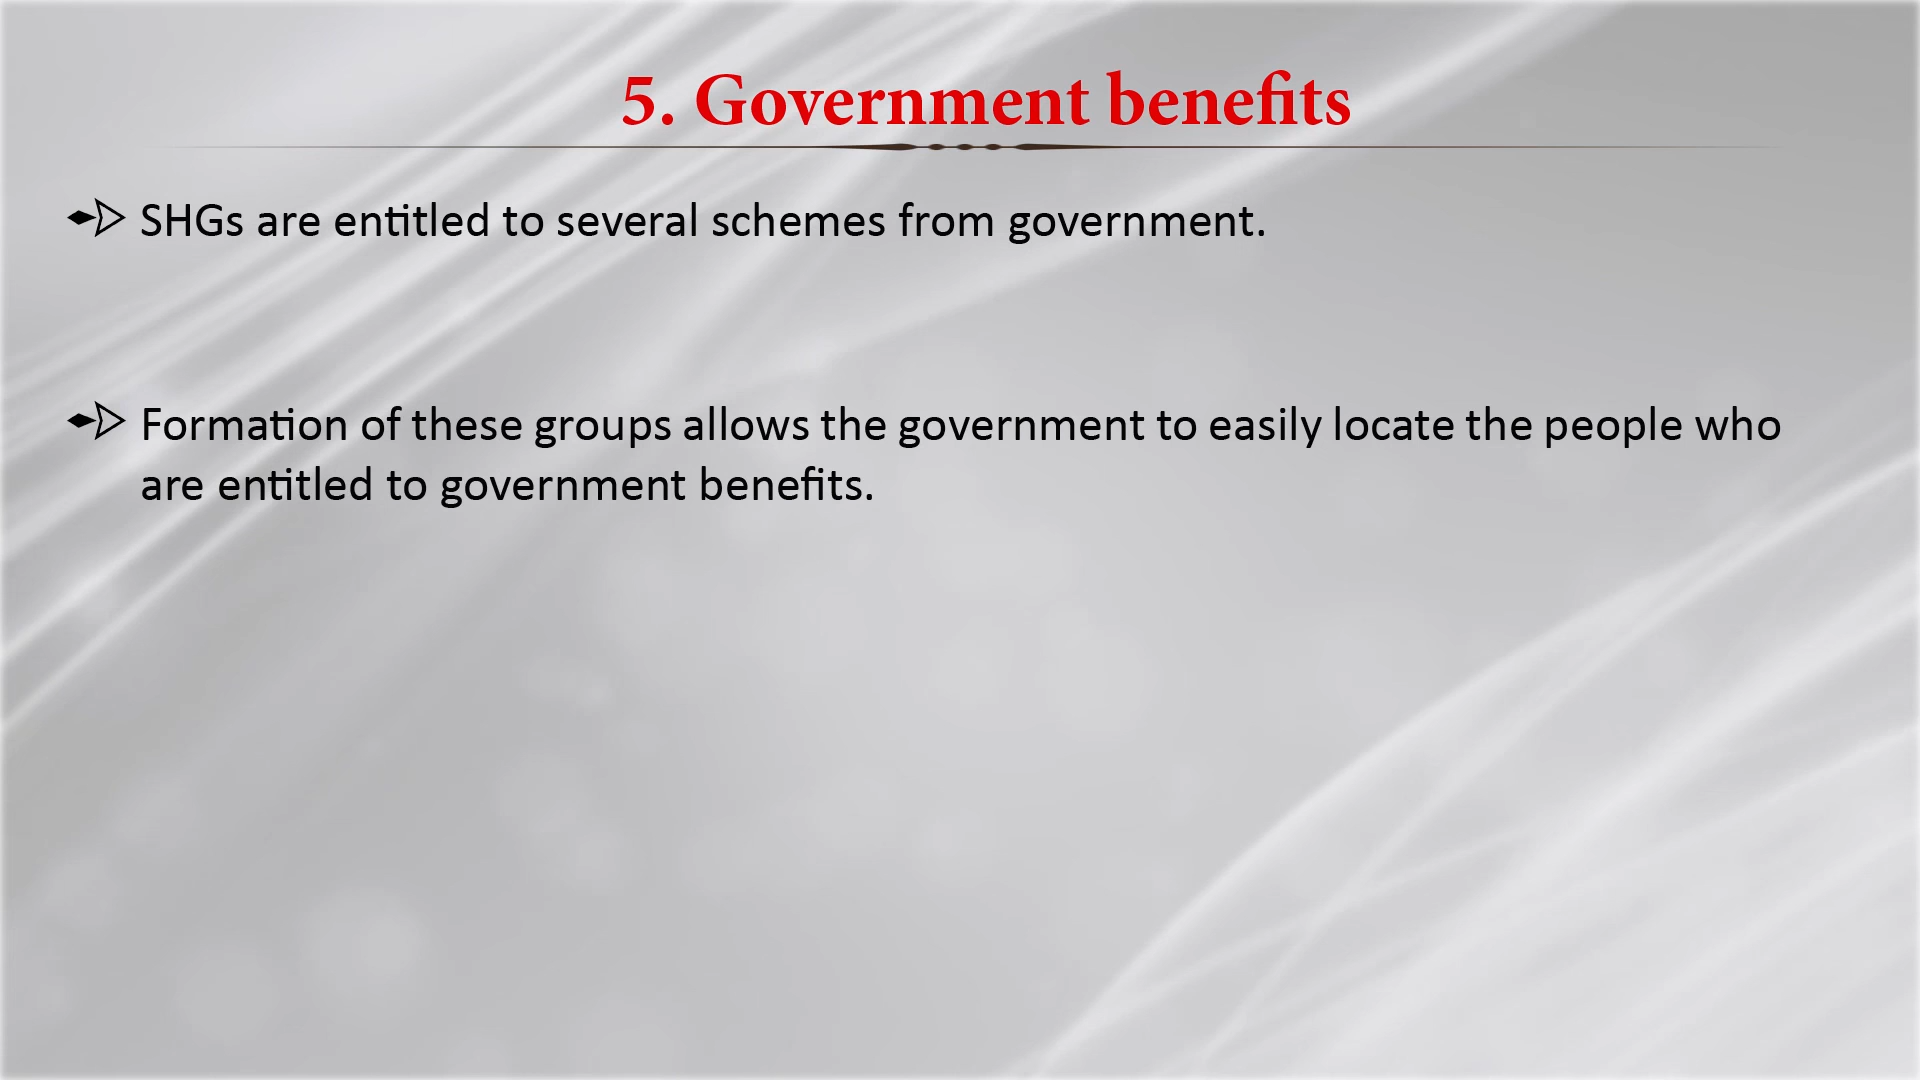 5. Government benefits
SHGs are entitled to several schemes from government.
Formation of these groups allows the government to easily locate the people who
are entitled to government benefits.